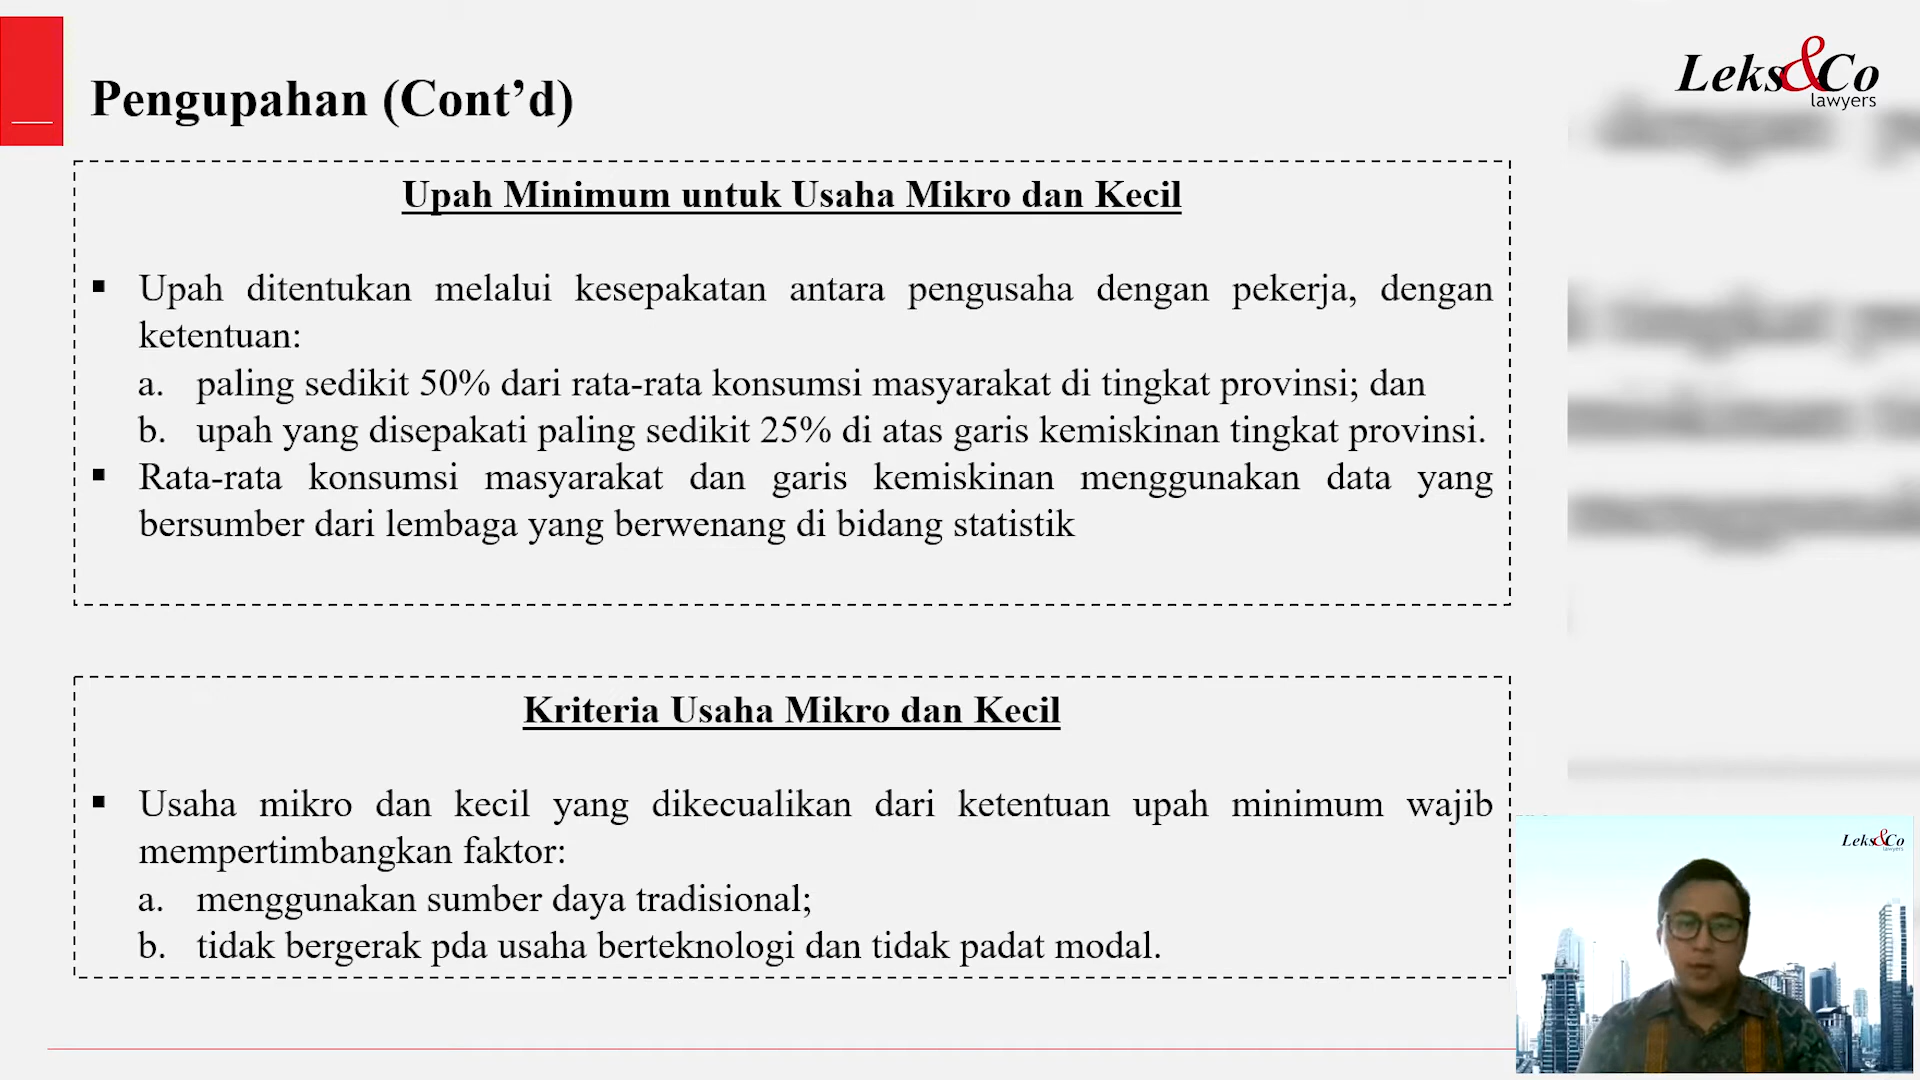 Pengupahan (Cont’d)
Leks&Co
lawyers
Upah Minimum untuk Usaha Mikro dan Kecil
▪ Upah ditentukan melalui kesepakatan antara pengusaha dengan pekerja, dengan
ketentuan:
a. paling sedikit 50% dari rata-rata konsumsi masyarakat di tingkat provinsi; dan
b. upah yang disepakati paling sedikit 25% di atas garis kemiskinan tingkat provinsi.
▪ Rata-rata konsumsi masyarakat dan garis kemiskinan menggunakan data yang
bersumber dari lembaga yang berwenang di bidang statistik
Kriteria Usaha Mikro dan Kecil
▪ Usaha mikro dan kecil yang dikecualikan dari ketentuan upah minimum wajib
mempertimbangkan faktor:
a. menggunakan sumber daya tradisional;
b. tidak bergerak pda usaha berteknologi dan tidak padat modal.
Leks&Co
lawyers